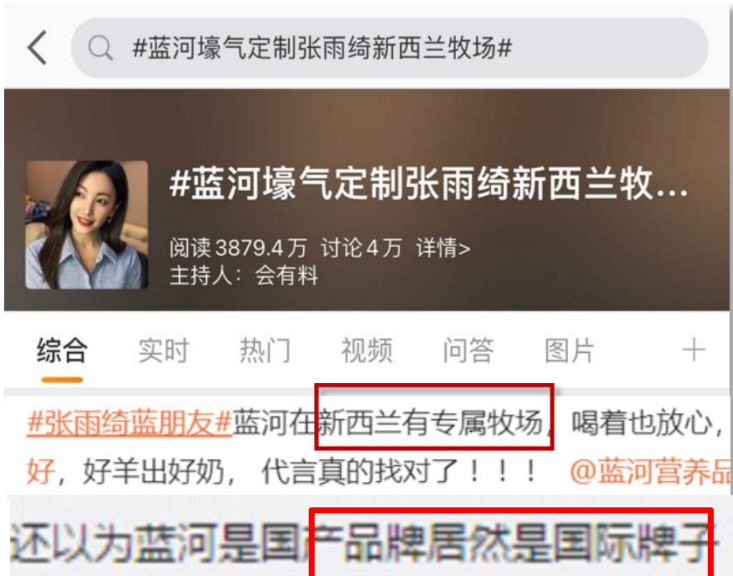 #蓝河壕气定制张雨绮新西兰牧场#
#蓝河壕气定制张雨绮新西兰牧...
阅读3879.4万 讨论4万 详情>
主持人：会有料
综合 实时 热门 视频 问答 图片
#张雨绮蓝朋友#蓝河在新西兰有专属牧场，喝着也放心，
好，好羊出好奶，代言真的找对了！！！ @蓝河营养品
还以为蓝河是国产品牌居然是国际牌子